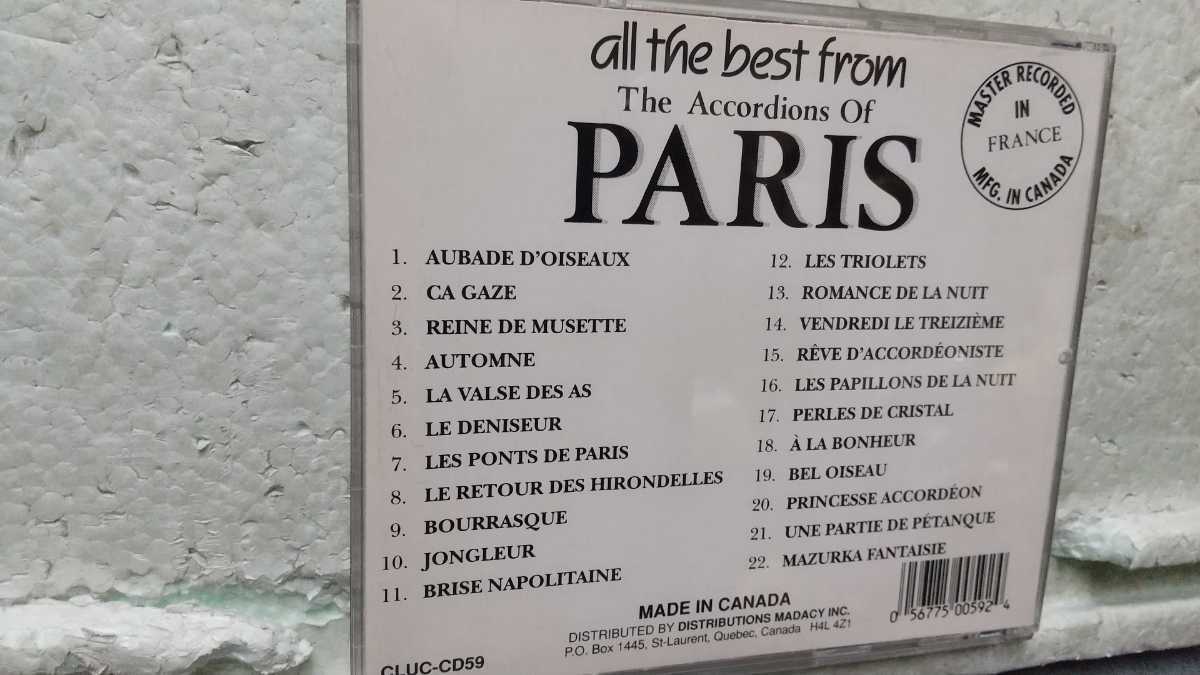 all the best from
The Accordions Of
PARIS
MASTER RECORDED
IN
FRANCE
MFG. IN CANADA
1. AUBADE D'OISEAUX
2. CA GAZE
3. REINE DE MUSETTE
4. AUTOMNE
5. LA VALSE DES AS
6. LE DENISEUR
7. LES PONTS DE PARIS
8. LE RETOUR DES HIRONDELLES
9. BOURRASQUE
10. JONGLEUR
11. BRISE NAPOLITAINE
12. LES TRIOLETS
13. ROMANCE DE LA NUIT
14. VENDREDI LE TREIZIÈME
15. RÊVE D'ACCORDÉONISTE
16. LES PAPILLONS DE LA NUIT
17. PERLES DE CRISTAL
18. À LA BONHEUR
19. BEL OISEAU
20. PRINCESSE ACCORDÉON
21. UNE PARTIE DE PÉTANQUE
22. MAZURKA FANTAISIE
MADE IN CANADA
DISTRIBUTED BY DISTRIBUTIONS MADACY INC.
P.O. Box 1445, St-Laurent, Quebec, Canada H4L 4Z1
CLUC-CD59
0 56775 00592 4